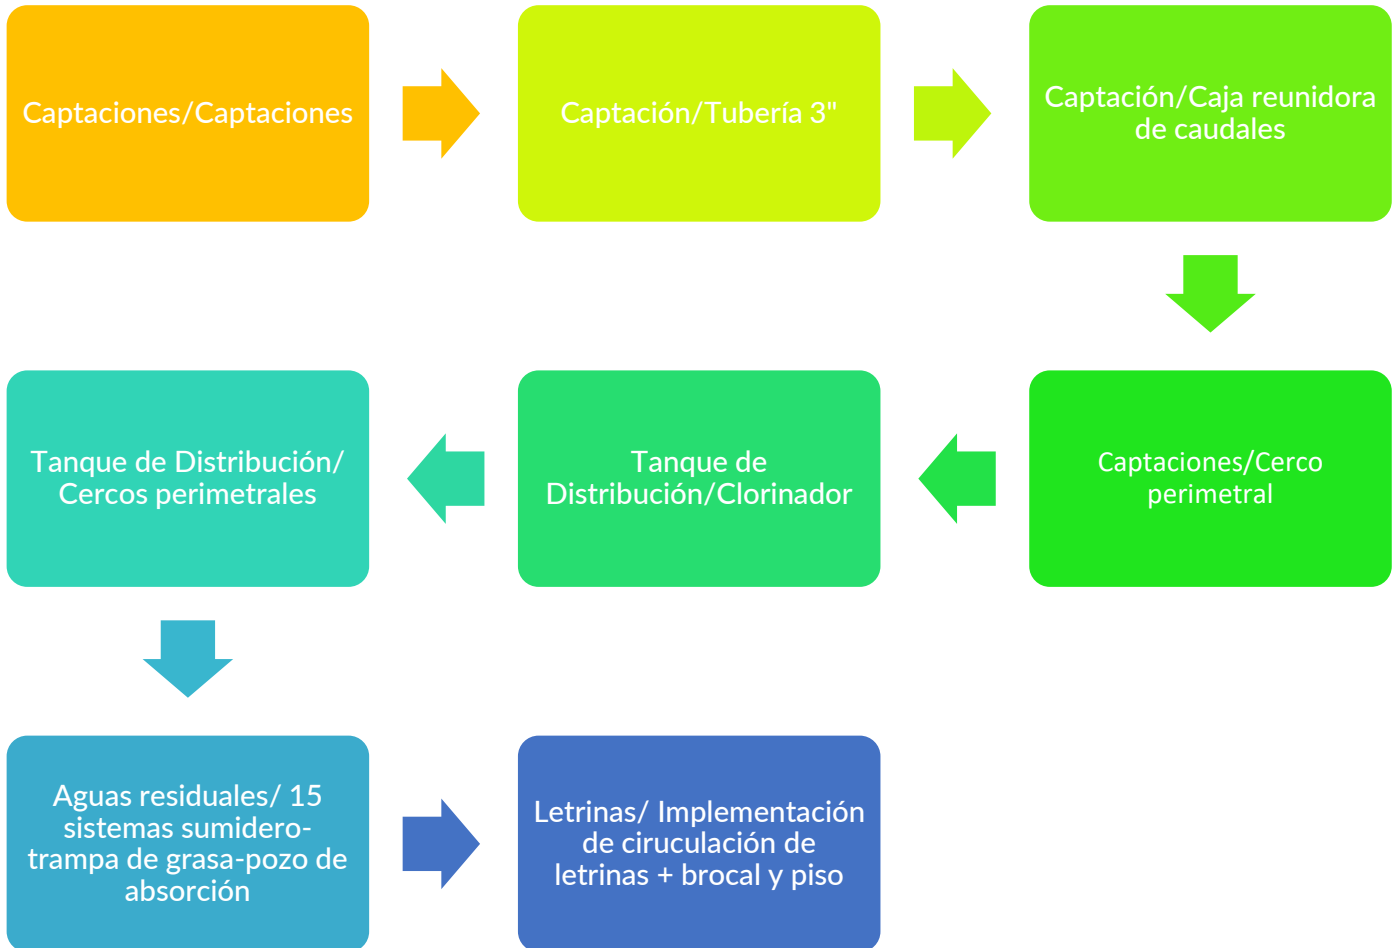 Captaciones/Captaciones
Captación/Tubería 3"
Captación/Caja reunidora
de caudales
Captaciones/Cerco
perimetral
Tanque de
Distribución/Clorinador
Tanque de Distribución/
Cercos perimetrales
Aguas residuales/ 15
sistemas sumidero-
trampa de grasa-pozo de
absorción
Letrinas/ Implementación
de ciruculación de
letrinas + brocal y piso